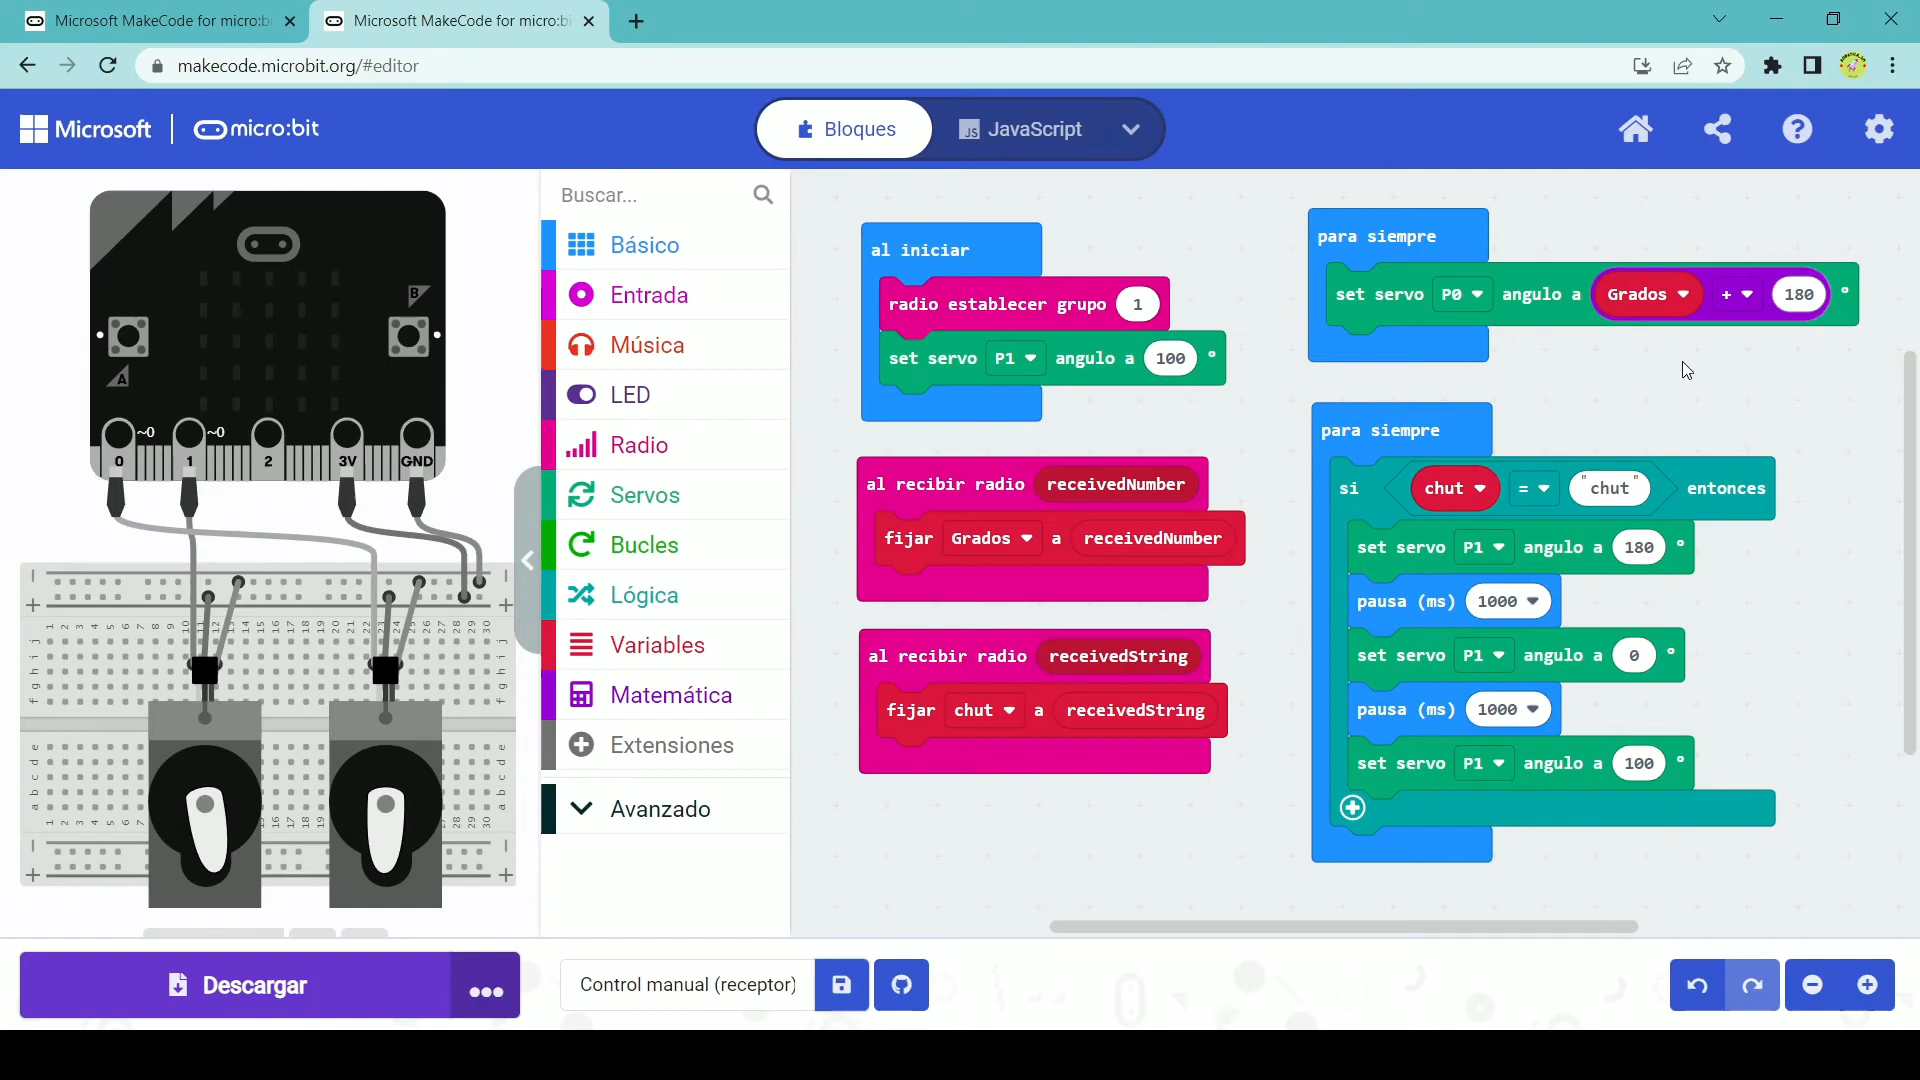 Microsoft MakeCode for micro:bi
Microsoft MakeCode for micro:bi
makecode.microbit.org/#editor
Microsoft
micro:bit
Bloques
JS
JavaScript
B
A
~0
~0
0
1
2
3V
GND
Buscar...
Básico
Entrada
Música
LED
Radio
Servos
Bucles
Lógica
Variables
Matemática
Extensiones
Avanzado
al iniciar
radio establecer grupo 1
set servo P1 angulo a 100 °
al recibir radio receivedNumber
fijar Grados a receivedNumber
al recibir radio receivedString
fijar chut a receivedString
para siempre
set servo P0 angulo a Grados + 180 °
para siempre
si chut = "chut" entonces
set servo P1 angulo a 180 °
pausa (ms) 1000
set servo P1 angulo a 0 °
pausa (ms) 1000
set servo P1 angulo a 100 °
Descargar
Control manual (receptor)